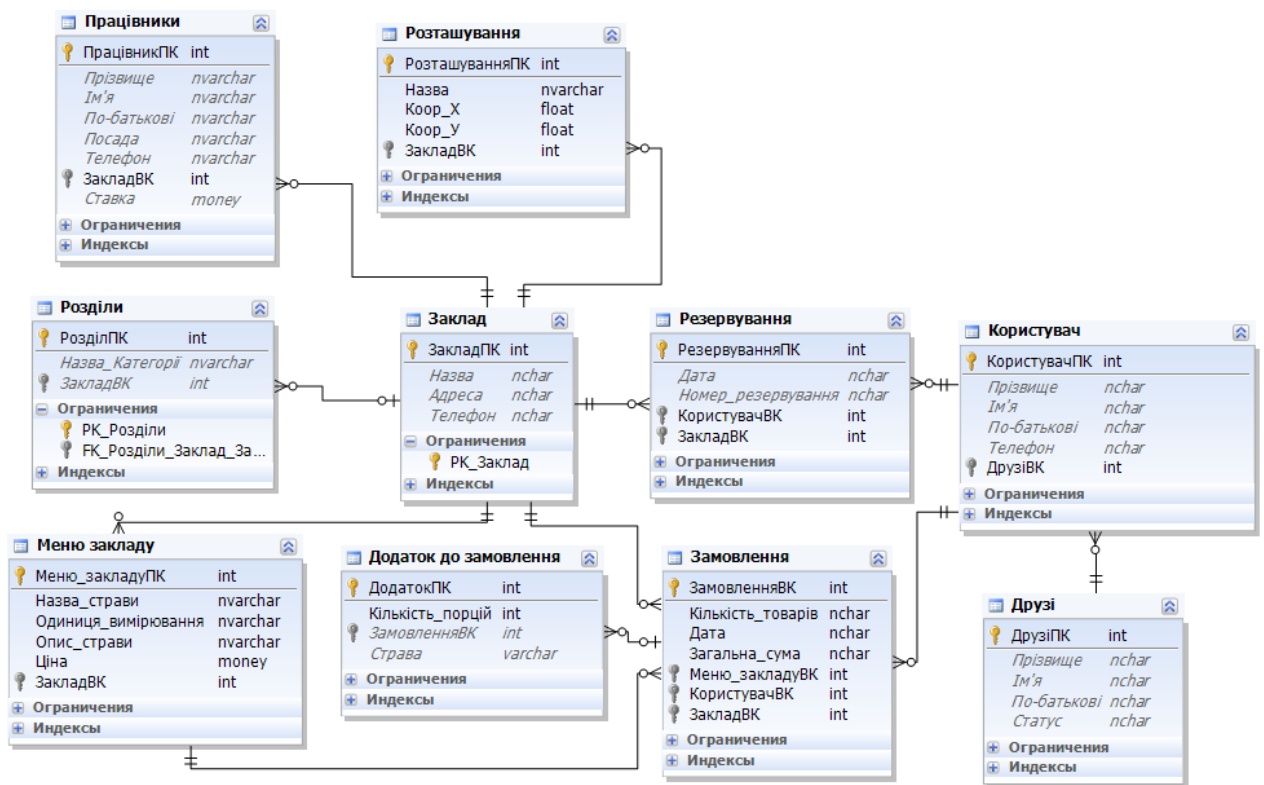 Працівники
ПрацівникПК int
Прізвище nvarchar
Ім'я nvarchar
По-батькові nvarchar
Посада nvarchar
Телефон nvarchar
ЗакладВК int
Ставка money
Ограничения
Индексы
Розташування
РозташуванняПК int
Назва nvarchar
Коор_Х float
Коор_У float
ЗакладВК int
Ограничения
Индексы
Розділи
РозділПК int
Назва_Категорії nvarchar
ЗакладВК int
Ограничения
PK_Розділи
FK_Розділи_Заклад_За...
Индексы
Заклад
ЗакладПК int
Назва nchar
Адреса nchar
Телефон nchar
Ограничения
PK_Заклад
Индексы
Резервування
РезервуванняПК int
Дата nchar
Номер_резервування nchar
КористувачВК int
ЗакладВК int
Ограничения
Индексы
Користувач
КористувачПК int
Прізвище nchar
Ім'я nchar
По-батькові nchar
Телефон nchar
ДрузіВК int
Ограничения
Индексы
Меню закладу
Меню_закладуПК int
Назва_страви nvarchar
Одиниця_вимірювання nvarchar
Опис_страви nvarchar
Ціна money
ЗакладВК int
Ограничения
Индексы
Додаток до замовлення
ДодатокПК int
Кількість_порцій int
ЗамовленняВК int
Страва varchar
Ограничения
Индексы
Замовлення
ЗамовленняВК int
Кількість_товарів nchar
Дата nchar
Загальна_сума nchar
Меню_закладуВК int
КористувачВК int
ЗакладВК int
Ограничения
Индексы
Друзі
ДрузіПК int
Прізвище nchar
Ім'я nchar
По-батькові nchar
Статус nchar
Ограничения
Индексы